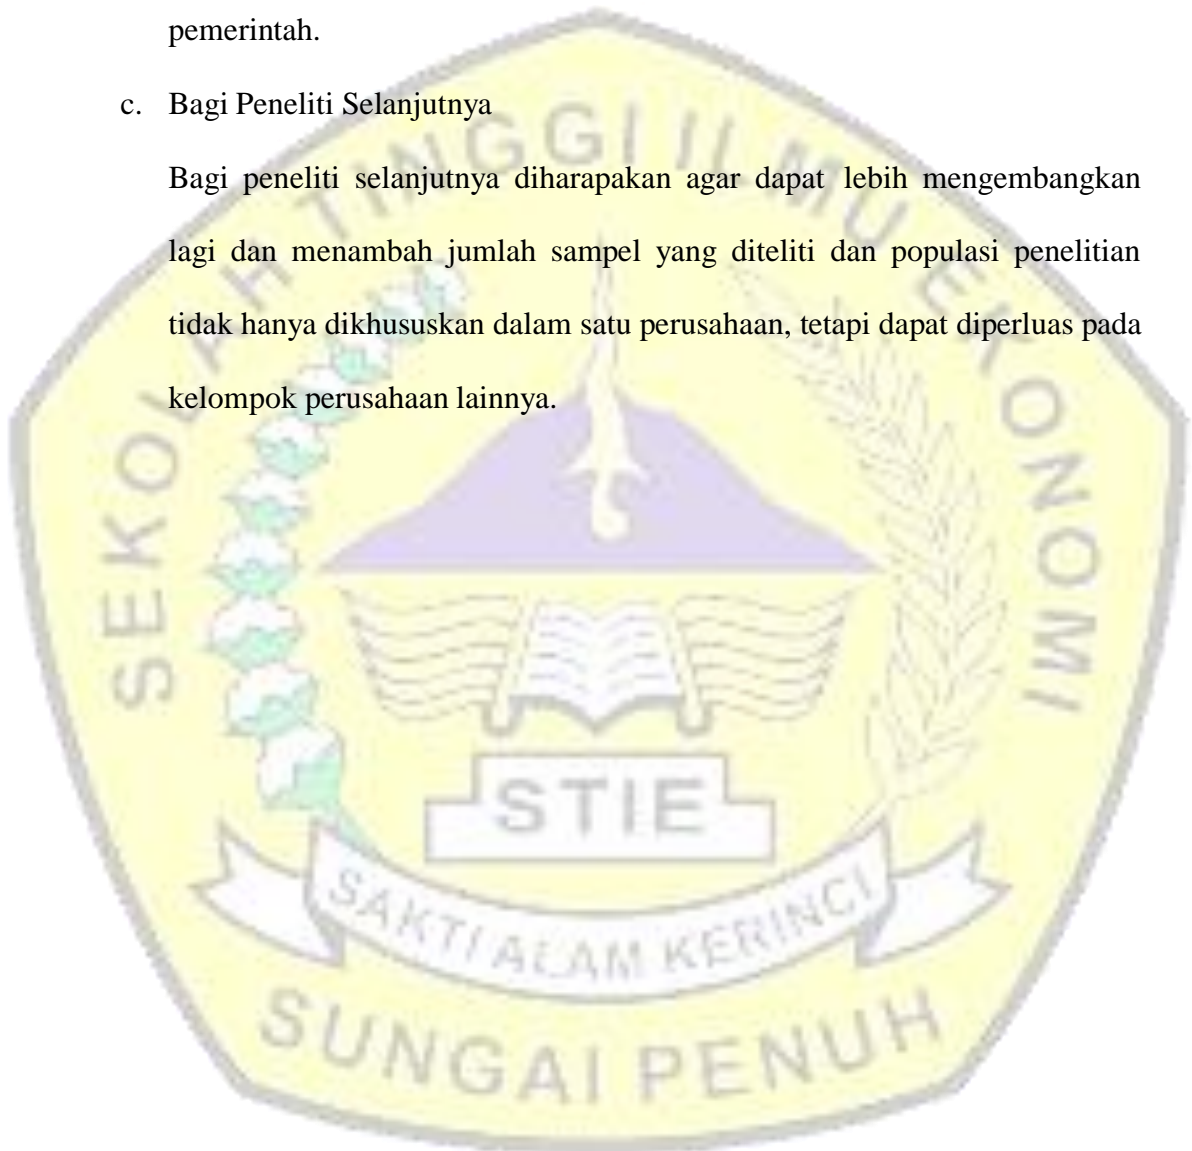 pemerintah.
c. Bagi Peneliti Selanjutnya
Bagi peneliti selanjutnya diharapakan agar dapat lebih mengembangkan
lagi dan menambah jumlah sampel yang diteliti dan populasi penelitian
tidak hanya dikhususkan dalam satu perusahaan, tetapi dapat diperluas pada
kelompok perusahaan lainnya.
SEKOLAH TINGGI ILMU EKONOMI
STIE
SAKTI ALAM KERINCI
SUNGAI PENUH